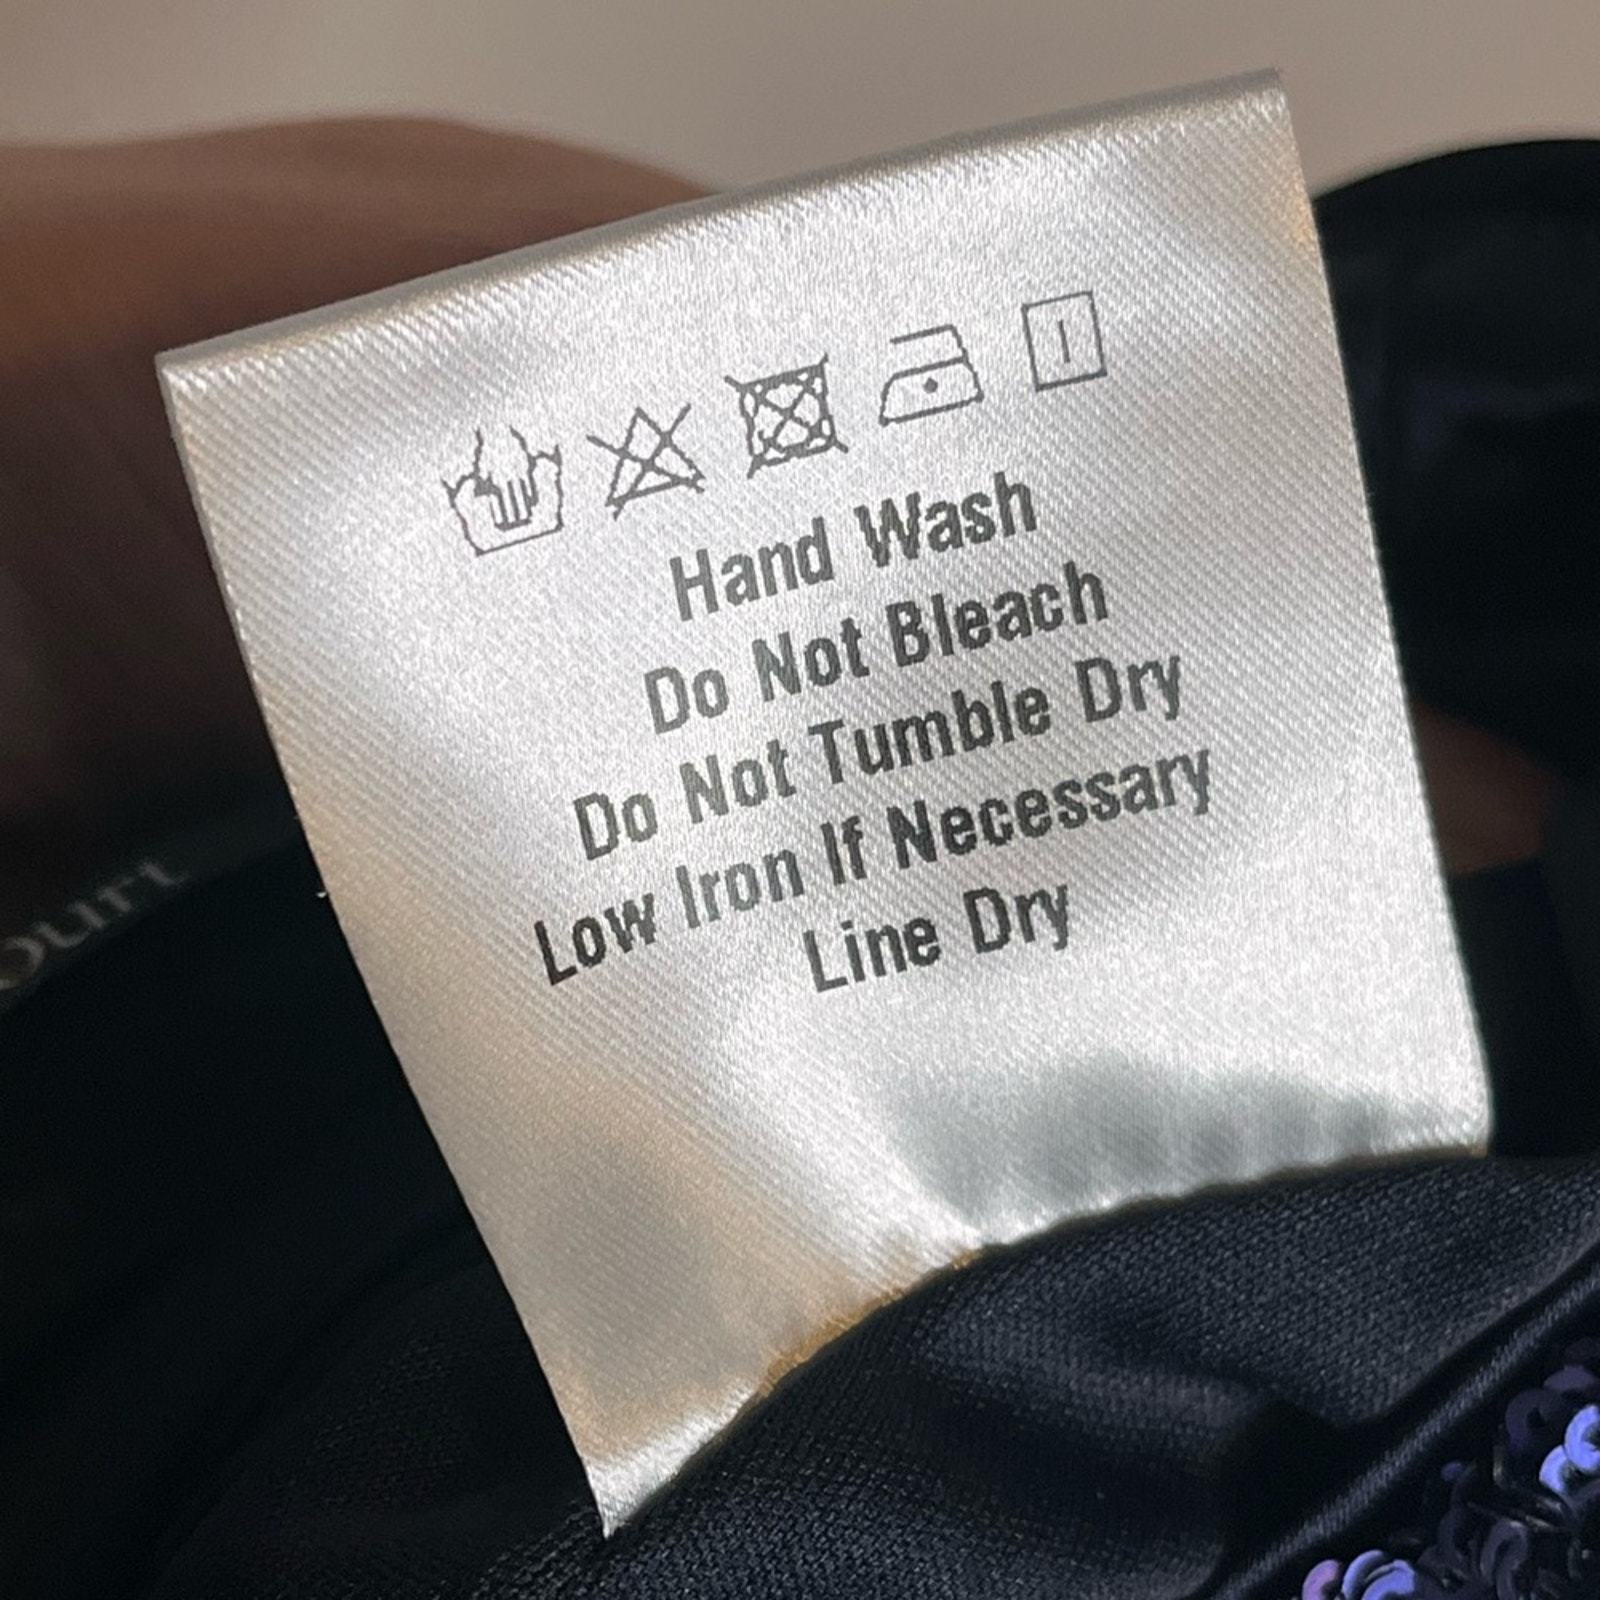 Hand Wash
Do Not Bleach
Do Not Tumble Dry
Low Iron If Necessary
Line Dry